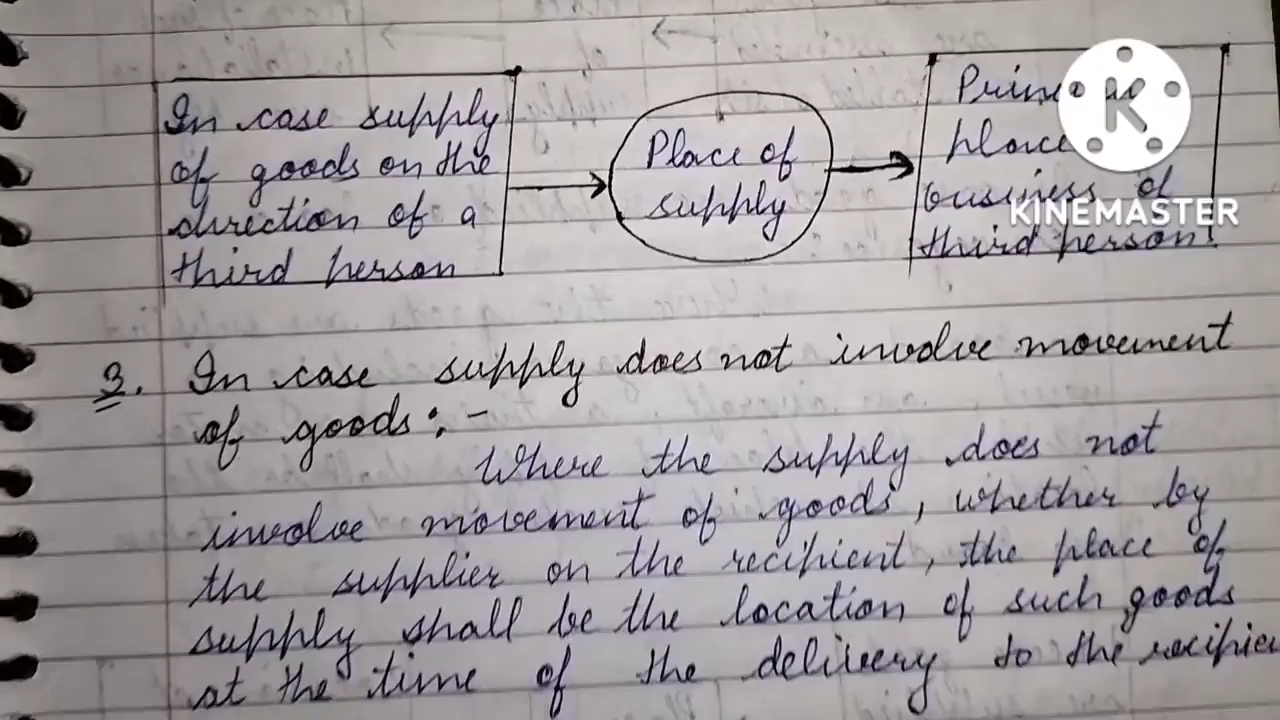 In case supply
of goods on the
direction of a
third person
Place of
supply
place
business of
third person.
K
KINEMASTER
3. In case supply does not involve movement
of goods : -
Where the supply does not
involve movement of goods, whether by
the supplier or the recipient, the place of
supply shall be the location of such goods
at the time of the delivery to the recipien